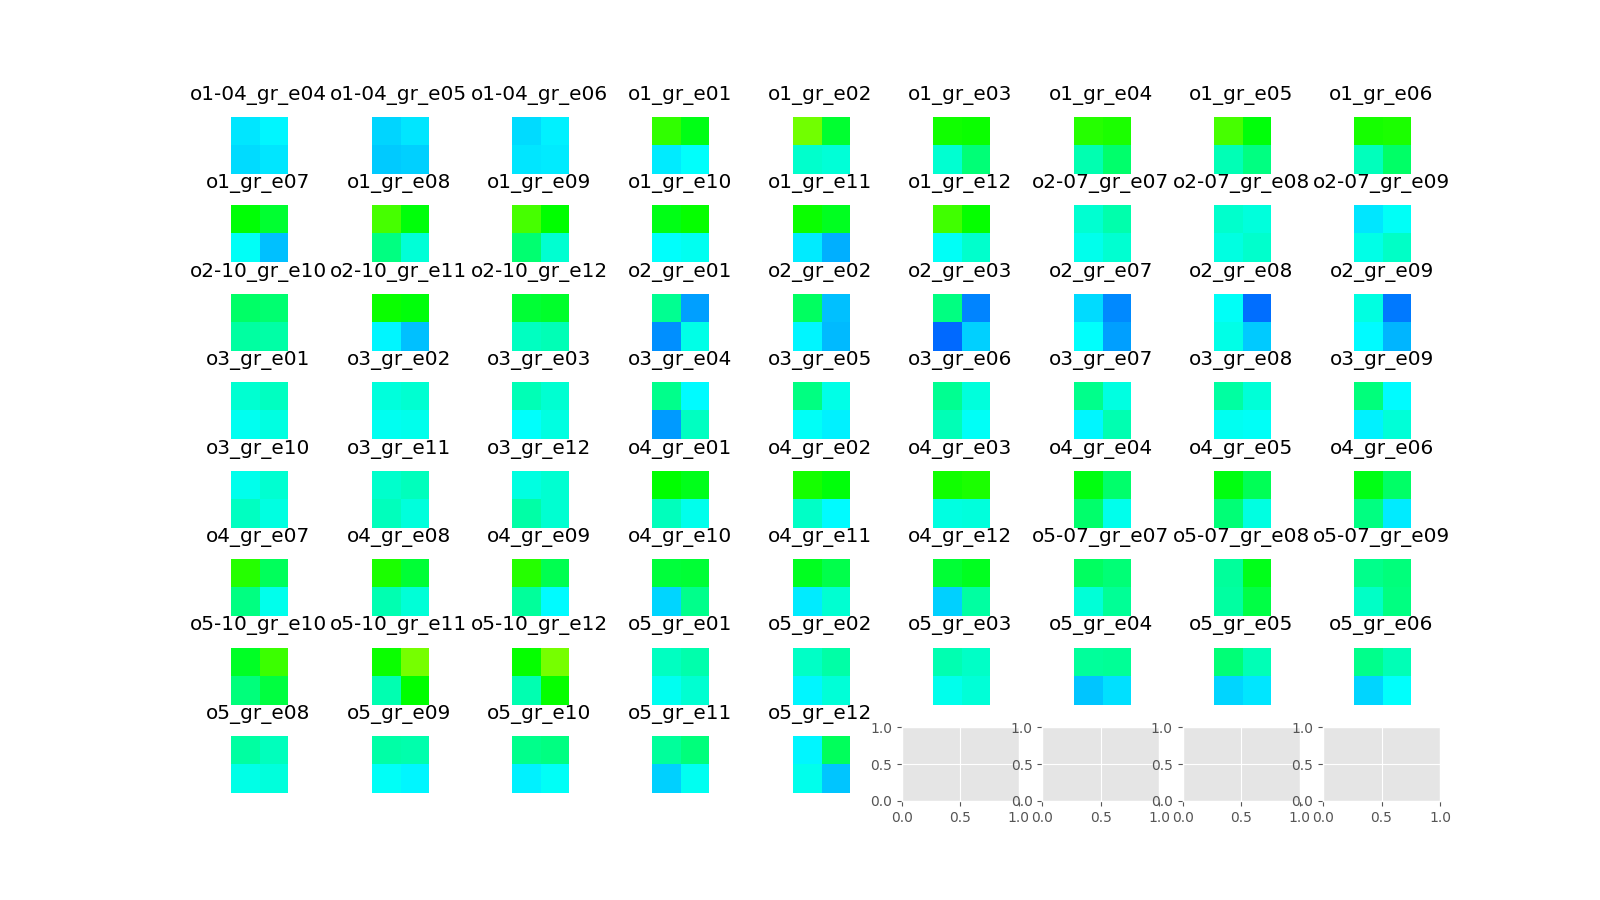 o1-04_gr_e04 o1-04_gr_e05 o1-04_gr_e06 o1_gr_e01 o1_gr_e02 o1_gr_e03 o1_gr_e04 o1_gr_e05 o1_gr_e06
o1_gr_e07 o1_gr_e08 o1_gr_e09 o1_gr_e10 o1_gr_e11 o1_gr_e12 o2-07_gr_e07 o2-07_gr_e08 o2-07_gr_e09
o2-10_gr_e10 o2-10_gr_e11 o2-10_gr_e12 o2_gr_e01 o2_gr_e02 o2_gr_e03 o2_gr_e07 o2_gr_e08 o2_gr_e09
o3_gr_e01 o3_gr_e02 o3_gr_e03 o3_gr_e04 o3_gr_e05 o3_gr_e06 o3_gr_e07 o3_gr_e08 o3_gr_e09
o3_gr_e10 o3_gr_e11 o3_gr_e12 o4_gr_e01 o4_gr_e02 o4_gr_e03 o4_gr_e04 o4_gr_e05 o4_gr_e06
o4_gr_e07 o4_gr_e08 o4_gr_e09 o4_gr_e10 o4_gr_e11 o4_gr_e12 o5-07_gr_e07 o5-07_gr_e08 o5-07_gr_e09
o5-10_gr_e10 o5-10_gr_e11 o5-10_gr_e12 o5_gr_e01 o5_gr_e02 o5_gr_e03 o5_gr_e04 o5_gr_e05 o5_gr_e06
o5_gr_e08 o5_gr_e09 o5_gr_e10 o5_gr_e11 o5_gr_e12
1.0 1.0 1.0 1.0
0.5 0.5 0.5 0.5
0.0 0.0 0.0 0.0
0.0 0.5 1.0 0.0 0.5 1.0 0.0 0.5 1.0 0.0 0.5 1.0